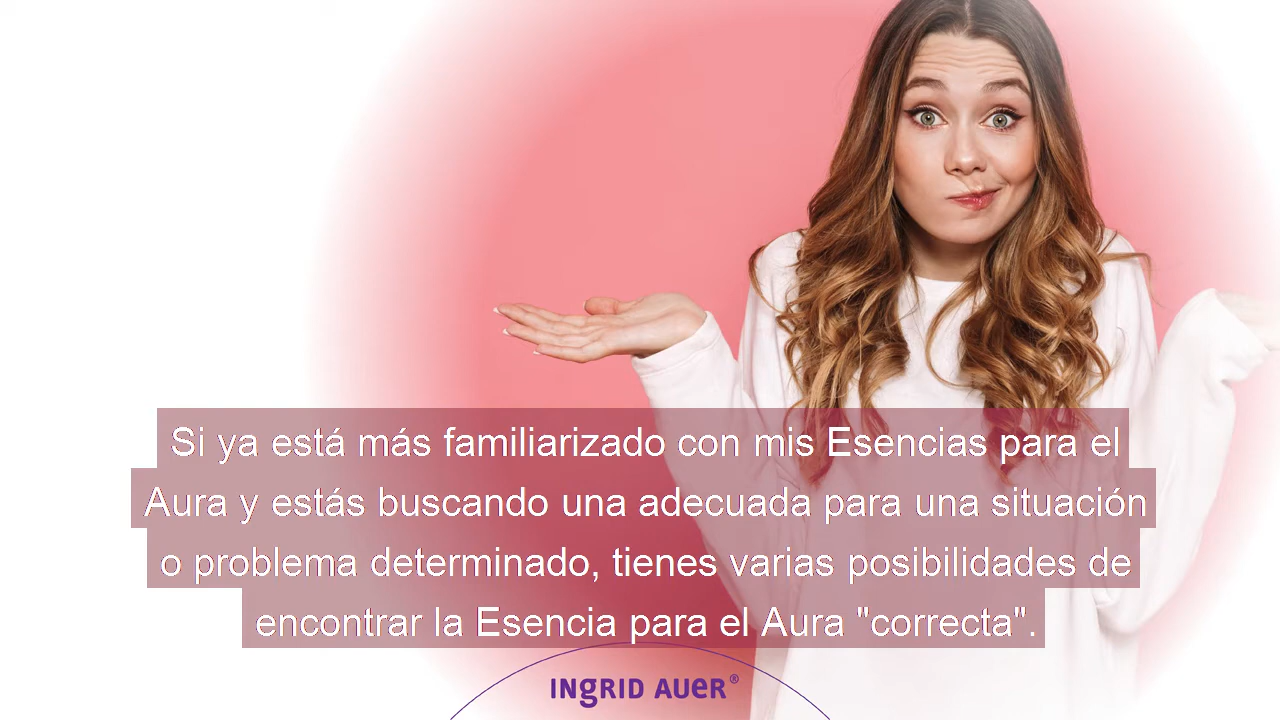 Si ya está más familiarizado con mis Esencias para el
Aura y estás buscando una adecuada para una situación
o problema determinado, tienes varias posibilidades de
encontrar la Esencia para el Aura "correcta".
INGRID AUER®